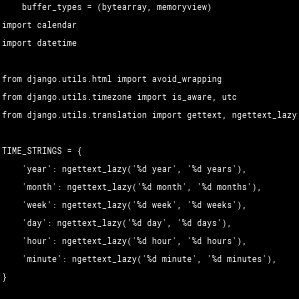 buffer_types = (bytearray, memoryview)
import calendar
import datetime

from django.utils.html import avoid_wrapping
from django.utils.timezone import is_aware, utc
from django.utils.translation import gettext, ngettext_lazy

TIME_STRINGS = {
    'year': ngettext_lazy('%d year', '%d years'),
    'month': ngettext_lazy('%d month', '%d months'),
    'week': ngettext_lazy('%d week', '%d weeks'),
    'day': ngettext_lazy('%d day', '%d days'),
    'hour': ngettext_lazy('%d hour', '%d hours'),
    'minute': ngettext_lazy('%d minute', '%d minutes'),
}